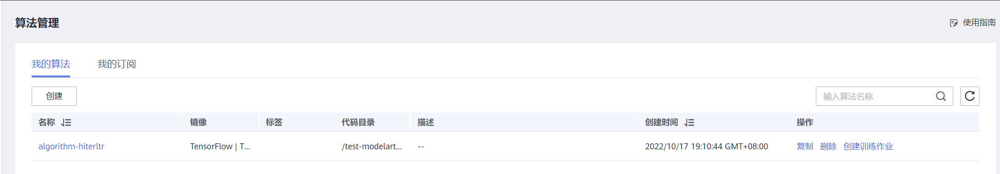 算法管理
使用指南
我的算法 我的订阅
创建
输入算法名称
名称 镜像 标签 代码目录 描述 创建时间 操作
algorithm-hiterltr TensorFlow | T... /test-modelart... -- 2022/10/17 19:10:44 GMT+08:00 复制 删除 创建训练作业